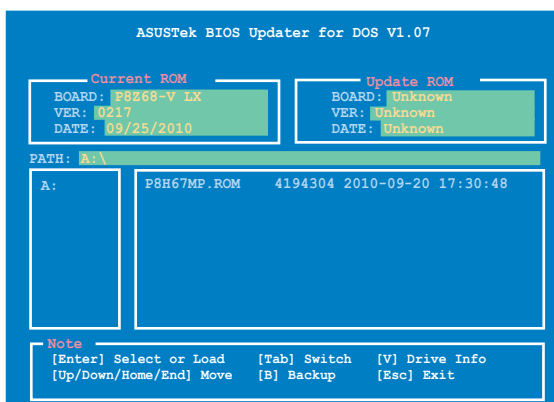 ASUSTek BIOS Updater for DOS V1.07
Current ROM
BOARD: P8Z68-V LX
VER: 0217
DATE: 09/25/2010
Update ROM
BOARD: Unknown
VER: Unknown
DATE: Unknown
PATH: A:\
A:
P8H67MP.ROM 4194304 2010-09-20 17:30:48
Note
[Enter] Select or Load [Tab] Switch [V] Drive Info
[Up/Down/Home/End] Move [B] Backup [Esc] Exit